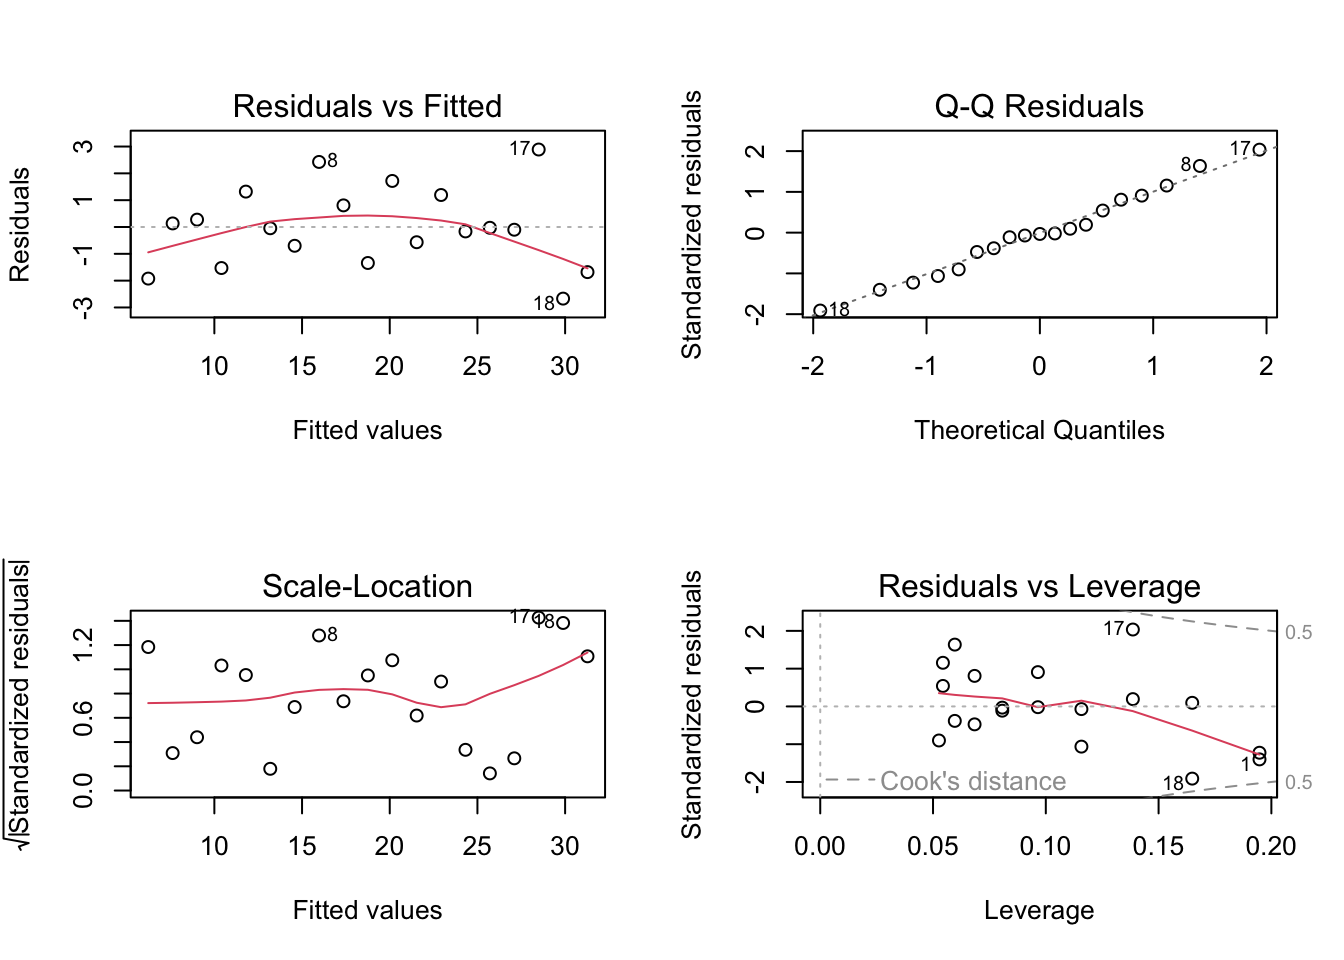 Residuals vs Fitted
Residuals
3
1
-1
-3
17
8
18
10 15 20 25 30
Fitted values
Q-Q Residuals
Standardized residuals
2
1
0
-2
8
17
18
-2 -1 0 1 2
Theoretical Quantiles
Scale-Location
√|Standardized residuals|
1.2
0.6
0.0
17
18
8
10 15 20 25 30
Fitted values
Residuals vs Leverage
Standardized residuals
2
1
0
-2
17
0.5
1
18
0.5
Cook's distance
0.00 0.05 0.10 0.15 0.20
Leverage